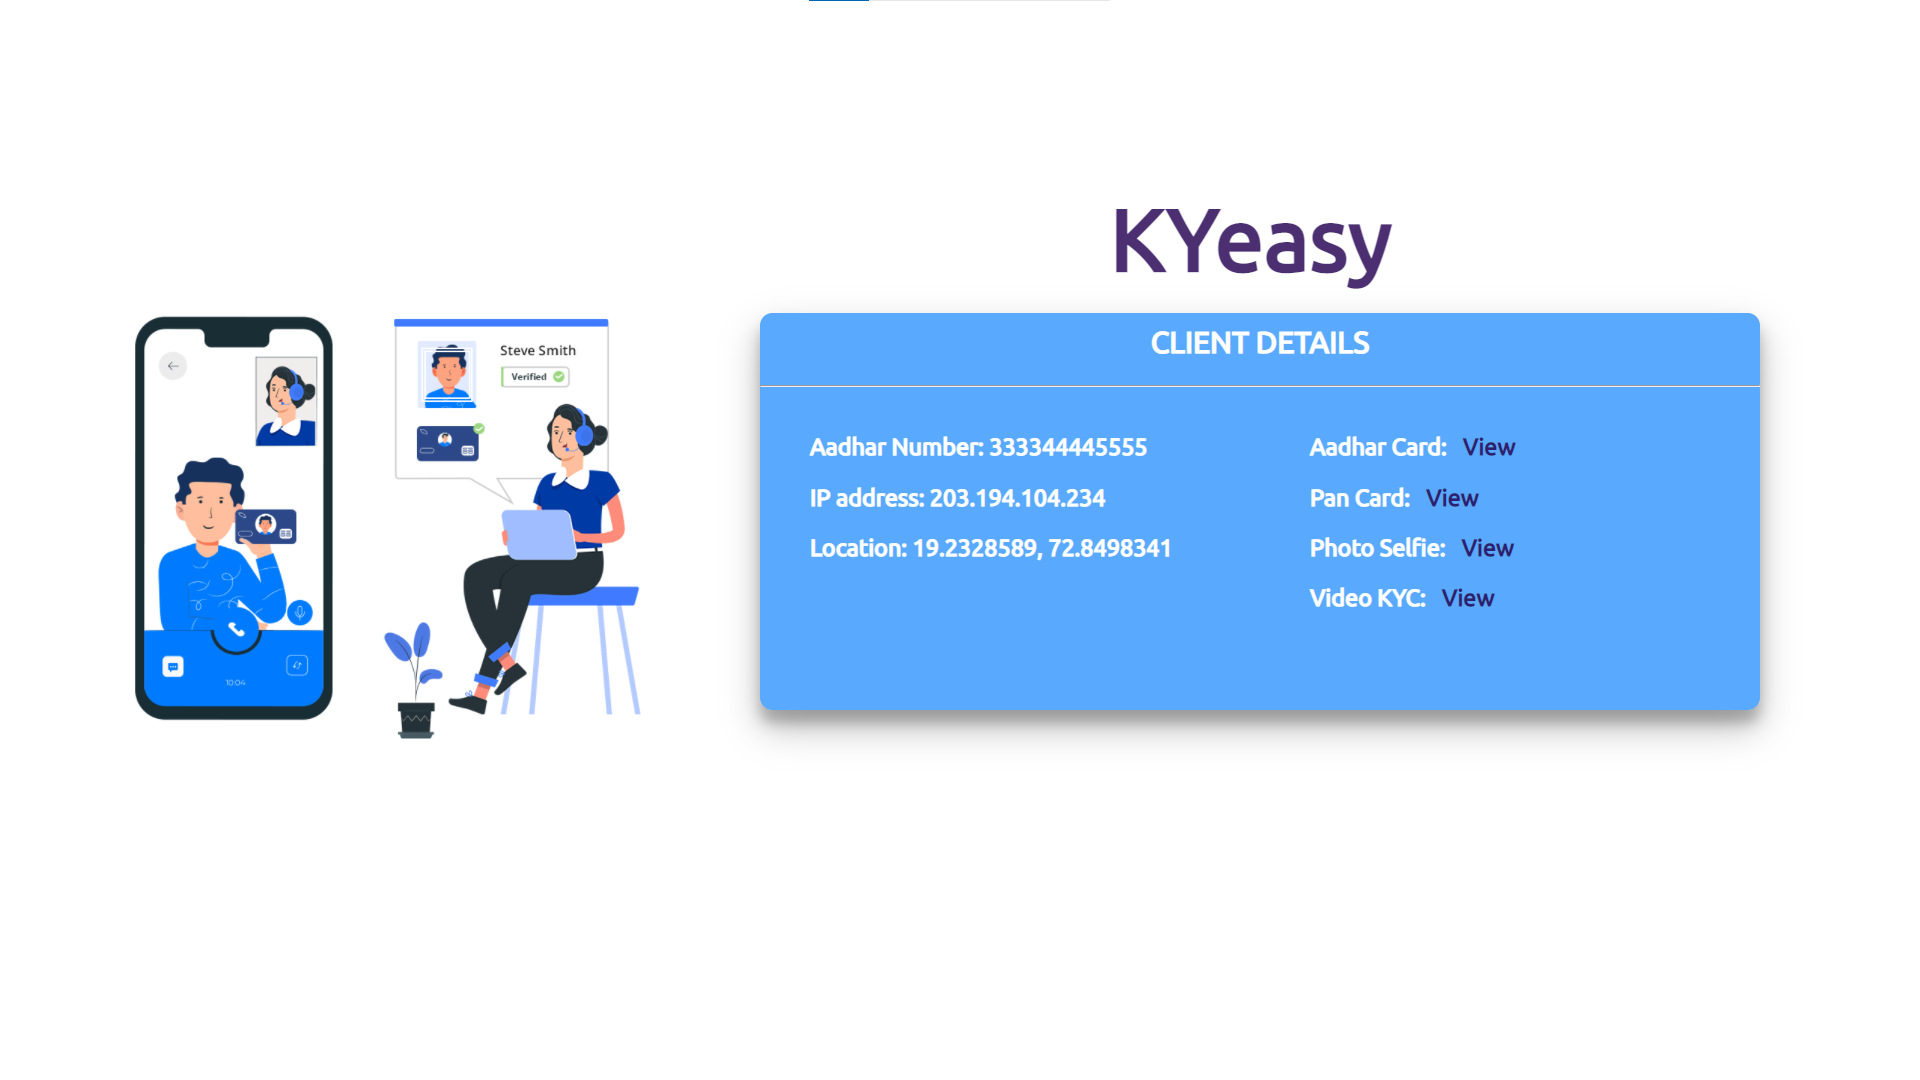 KYeasy
CLIENT DETAILS
Aadhar Number: 333344445555
IP address: 203.194.104.234
Location: 19.2328589, 72.8498341
Aadhar Card: View
Pan Card: View
Photo Selfie: View
Video KYC: View
Steve Smith
Verified
10:04